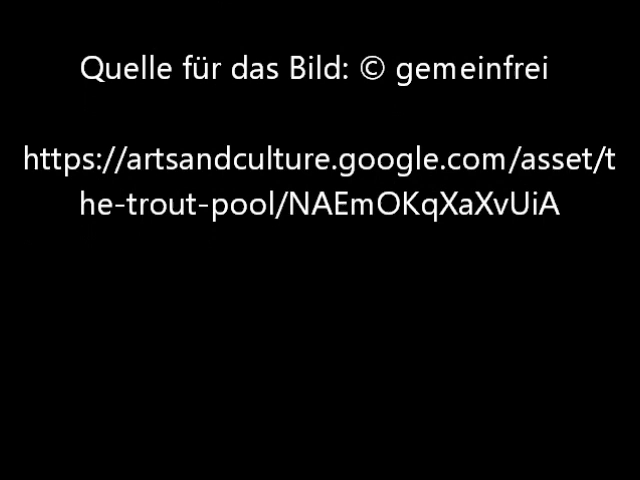 Quelle für das Bild: © gemeinfrei
https://artsandculture.google.com/asset/t
he-trout-pool/NAEmOKqXaXvUiA